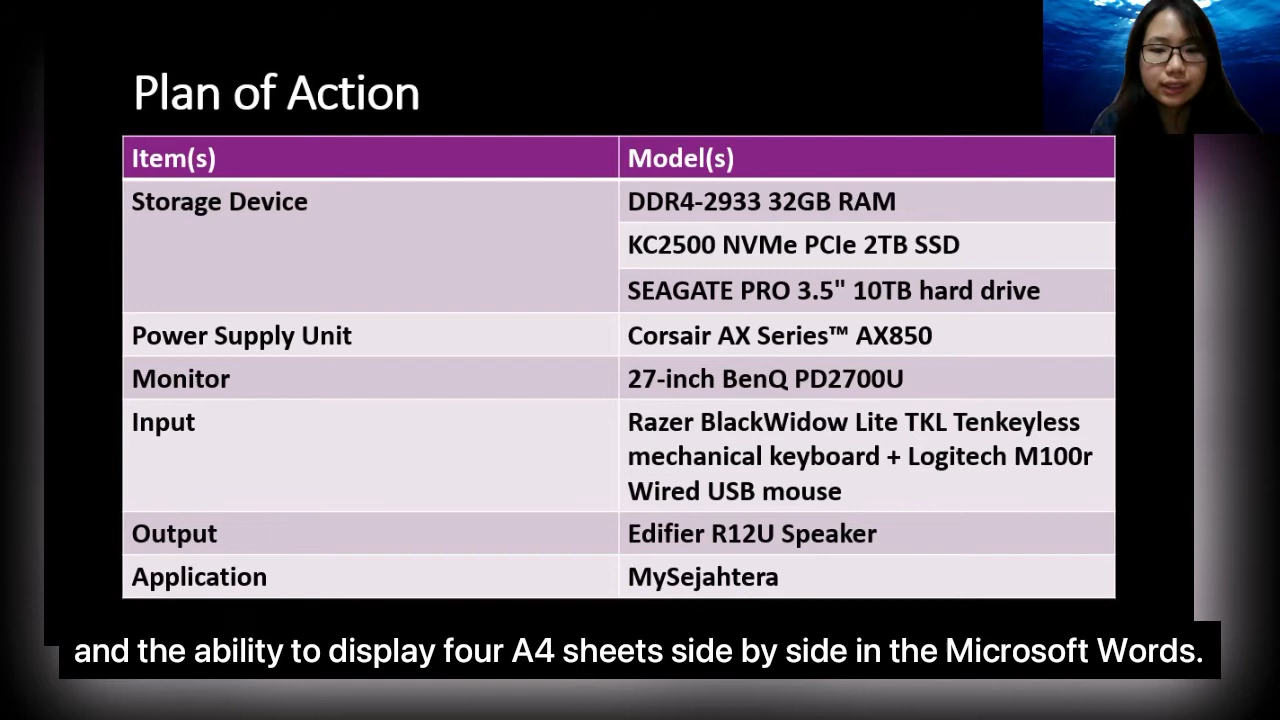 Plan of Action
Item(s) Model(s)
Storage Device DDR4-2933 32GB RAM
KC2500 NVMe PCIe 2TB SSD
SEAGATE PRO 3.5" 10TB hard drive
Power Supply Unit Corsair AX Series™ AX850
Monitor 27-inch BenQ PD2700U
Input Razer BlackWidow Lite TKL Tenkeyless
mechanical keyboard + Logitech M100r
Wired USB mouse
Output Edifier R12U Speaker
Application MySejahtera
and the ability to display four A4 sheets side by side in the Microsoft Words.